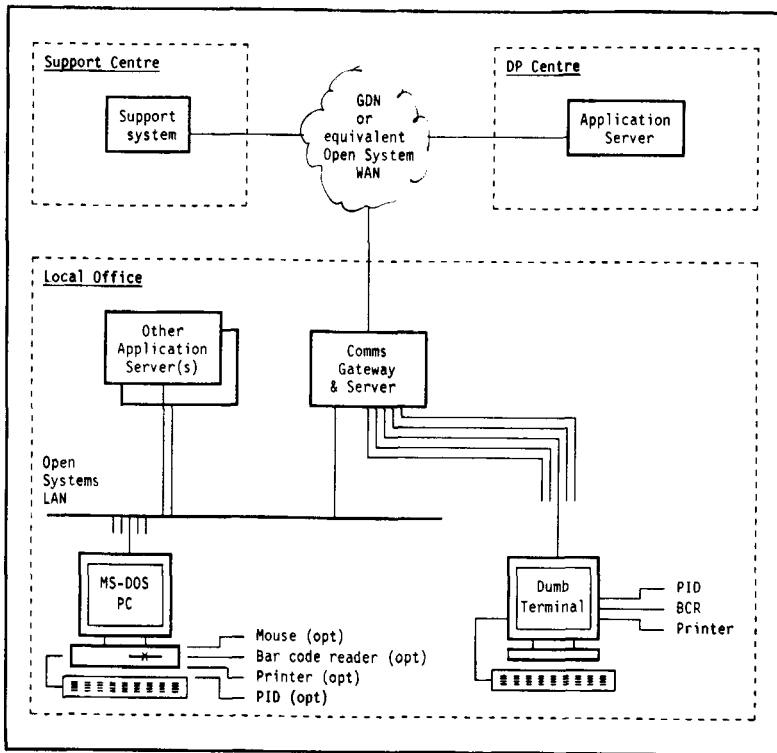 Support Centre
Support
system
GDN
or
equivalent
Open System
WAN
DP Centre
Application
Server
Local Office
Other
Application
Server(s)
Comms
Gateway
& Server
Open
Systems
LAN
MS-DOS
PC
Mouse (opt)
Bar code reader (opt)
Printer (opt)
PID (opt)
Dumb
Terminal
PID
BCR
Printer